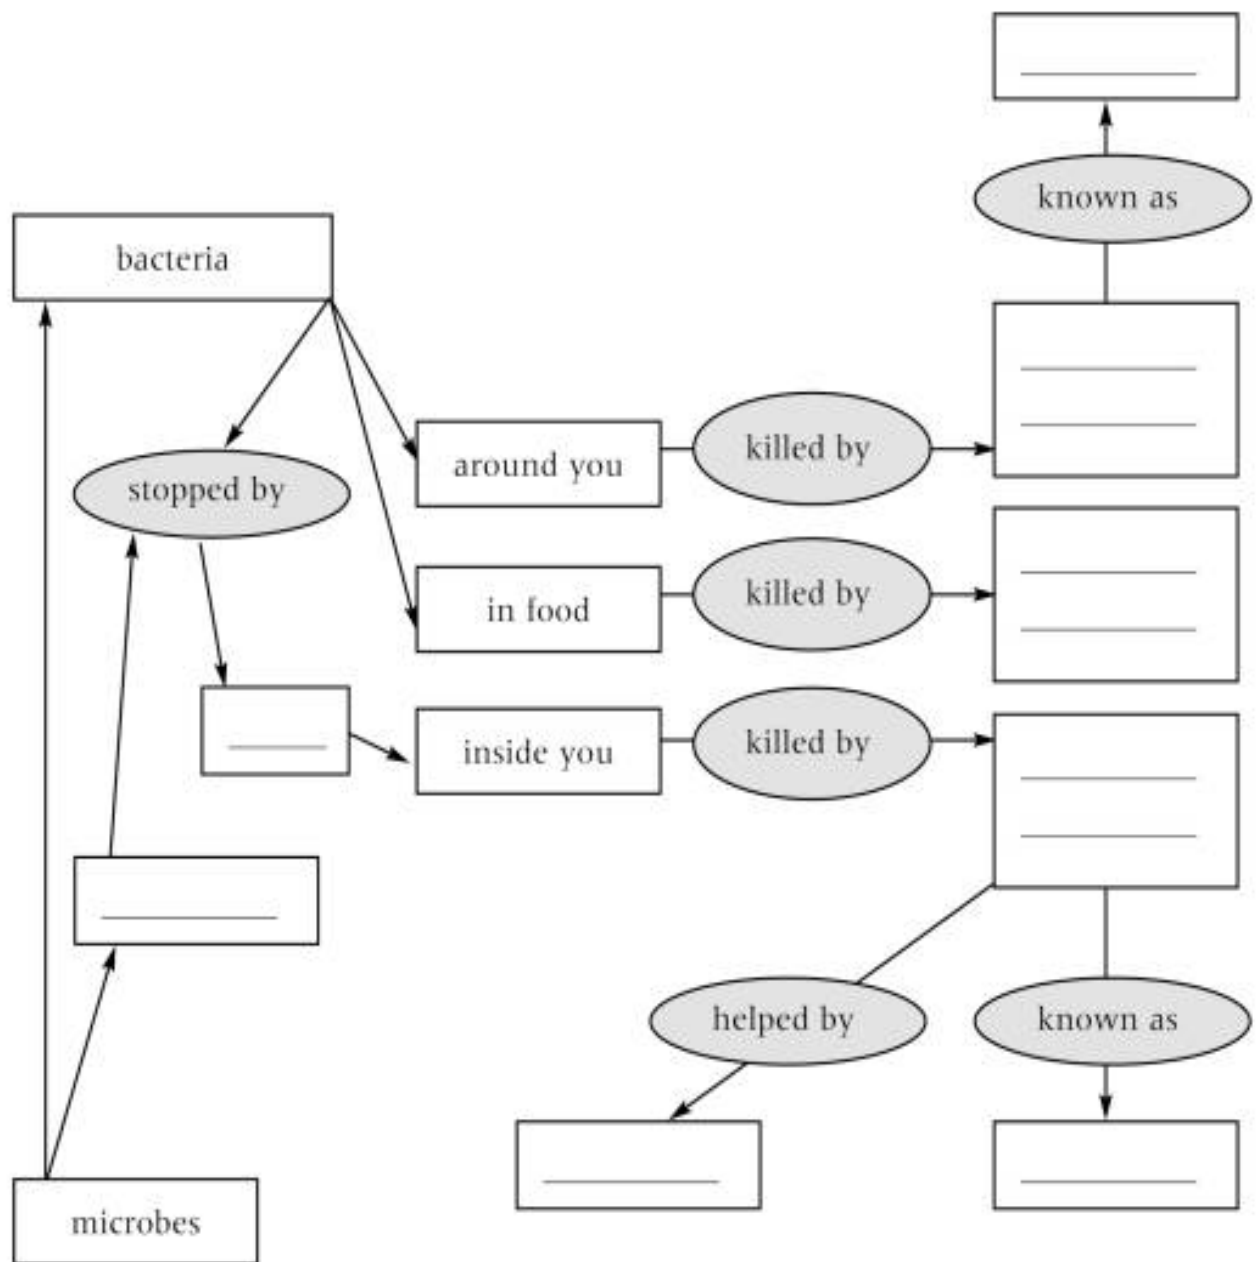 known as
bacteria
around you
killed by
stopped by
in food
killed by
inside you
killed by
helped by
known as
microbes